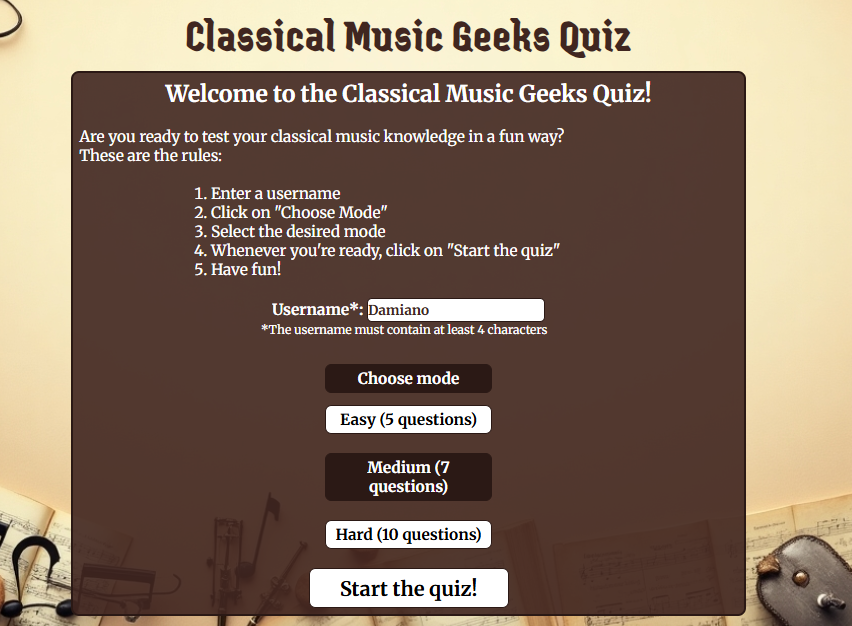 Classical Music Geeks Quiz
Welcome to the Classical Music Geeks Quiz!
Are you ready to test your classical music knowledge in a fun way?
These are the rules:
1. Enter a username
2. Click on "Choose Mode"
3. Select the desired mode
4. Whenever you're ready, click on "Start the quiz"
5. Have fun!
Username*: Damiano
*The username must contain at least 4 characters
Choose mode
Easy (5 questions)
Medium (7
questions)
Hard (10 questions)
Start the quiz!